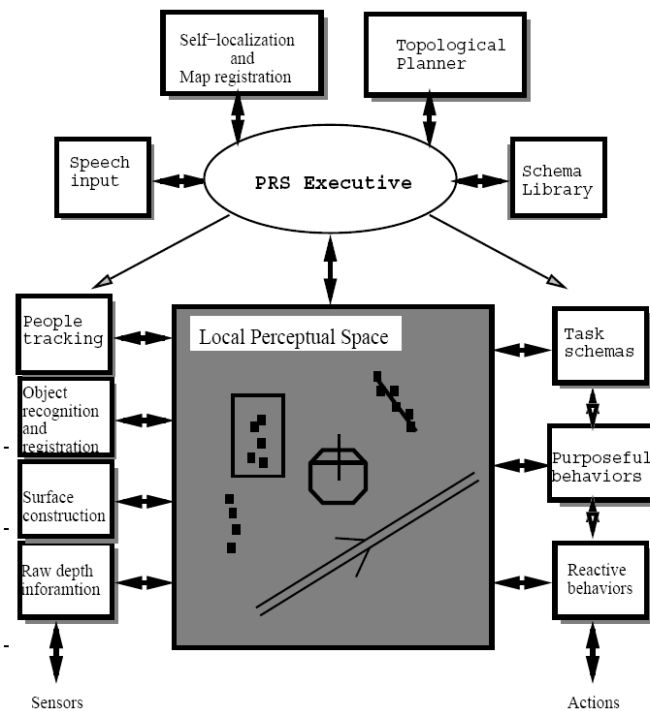 Self-localization
and
Map registration
Topological
Planner
Speech
input
PRS Executive
Schema
Library
People
tracking
Local Perceptual Space
Task
schemas
Object
recognition
and
registration
Purposeful
behaviors
Surface
construction
Raw depth
inforamtion
Reactive
behaviors
Sensors
Actions